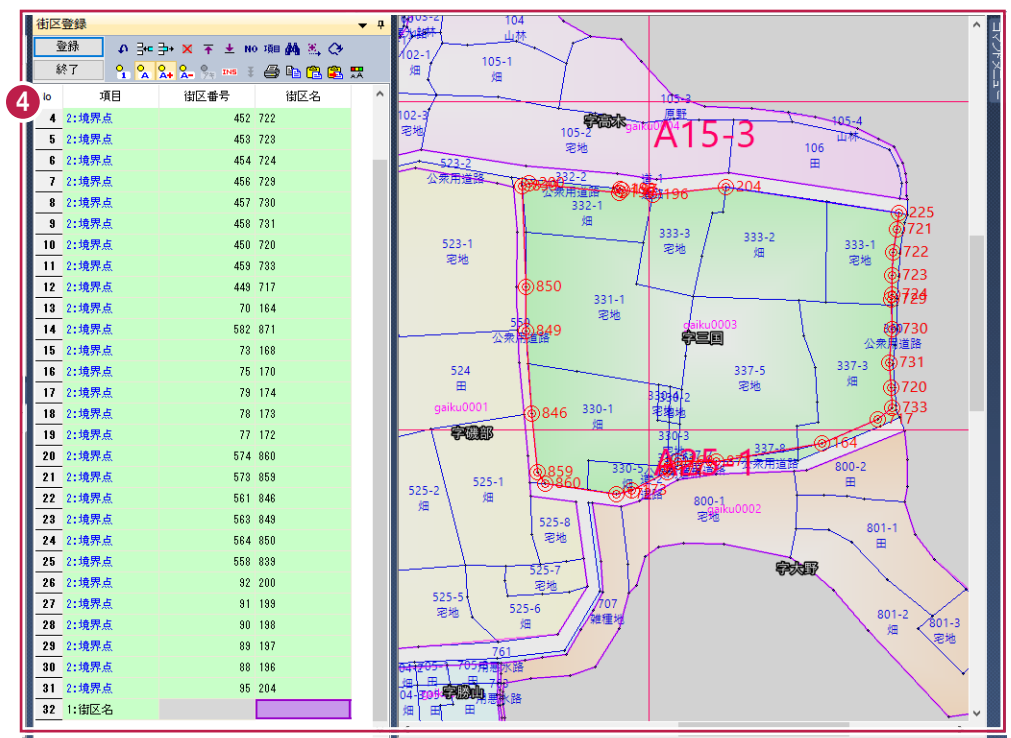 街区登録
登録
NO 項目
終了
INS
4
No 項目 街区番号 街区名
4 2:境界点 452 722
5 2:境界点 453 723
6 2:境界点 454 724
7 2:境界点 456 729
8 2:境界点 457 730
9 2:境界点 458 731
10 2:境界点 450 720
11 2:境界点 459 733
12 2:境界点 449 717
13 2:境界点 70 164
14 2:境界点 582 871
15 2:境界点 73 168
16 2:境界点 75 170
17 2:境界点 79 174
18 2:境界点 78 173
19 2:境界点 77 172
20 2:境界点 574 860
21 2:境界点 573 859
22 2:境界点 561 846
23 2:境界点 563 849
24 2:境界点 564 850
25 2:境界点 558 839
26 2:境界点 92 200
27 2:境界点 91 199
28 2:境界点 90 198
29 2:境界点 89 197
30 2:境界点 88 196
31 2:境界点 95 204
32 1:街区名
104
山林
102-1
畑
105-1
畑
105-3
原野
102-3
宅地
字高木
A15-3
105-2
宅地
105-4
山林
106
田
523-2
公衆用道路
332-2
公衆用道路
196
204
332-1
畑
225
721
523-1
宅地
333-3
宅地
333-2
畑
333-1
宅地
722
723
850
331-1
宅地
729
gaiku0003
字三国
849
730
公衆用道路
731
524
田
337-5
宅地
337-3
畑
720
gaiku0001
846
330-1
畑
733
字磯部
330-3
164
337-8
公衆用道路
859
860
330-5
800-2
田
525-2
畑
525-1
畑
800-1
宅地
gaiku0002
525-8
宅地
801-1
田
525-7
宅地
字大野
525-5
宅地
525-6
畑
707
雑種地
801-2
畑
801-3
宅地
761
字勝山